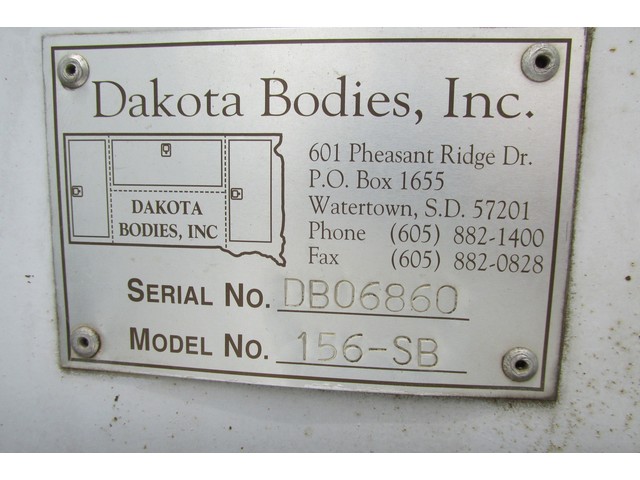 Dakota Bodies, Inc.
DAKOTA
BODIES, INC
601 Pheasant Ridge Dr.
P.O. Box 1655
Watertown, S.D. 57201
Phone (605) 882-1400
Fax (605) 882-0828
SERIAL NO. DB06860
MODEL NO. 156-SB